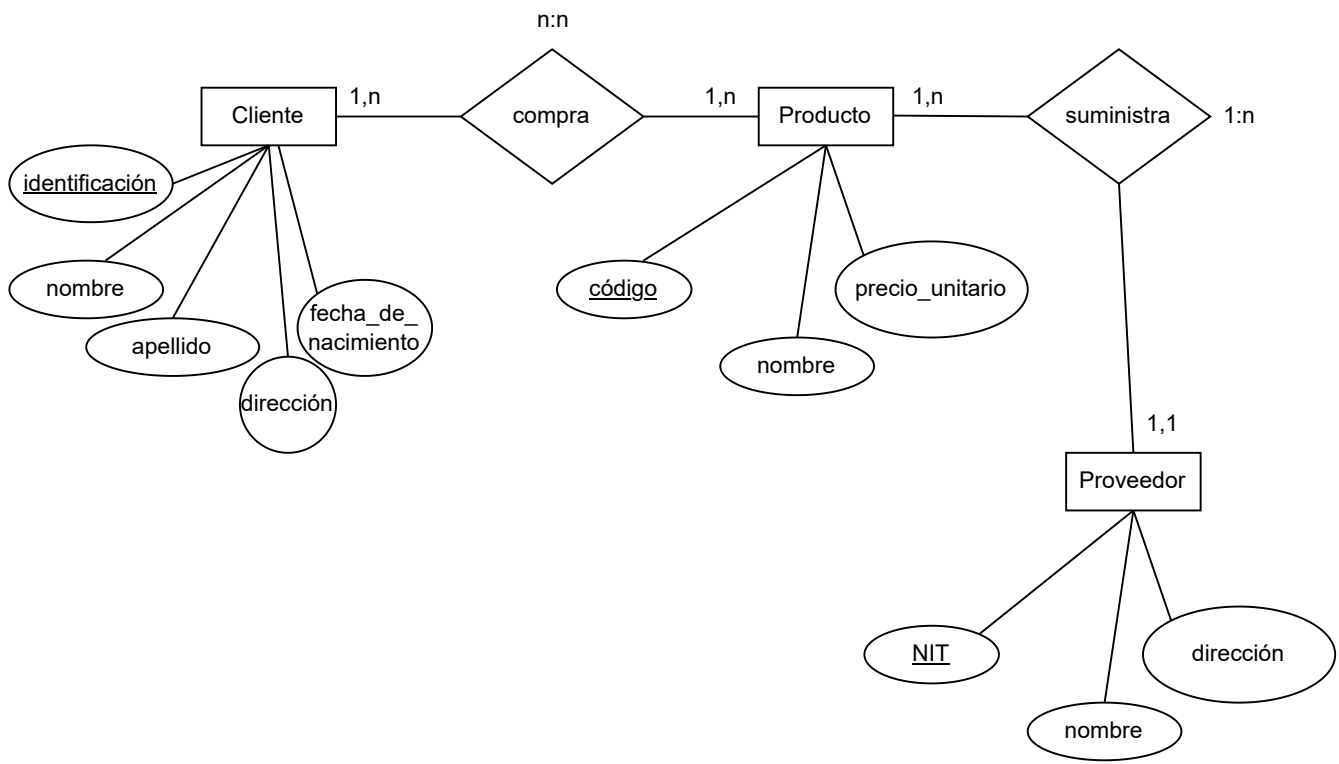 n:n
Cliente
1,n
compra
1,n
Producto
1,n
suministra
1:n
identificación
nombre
apellido
dirección
fecha_de_
nacimiento
código
nombre
precio_unitario
1,1
Proveedor
NIT
nombre
dirección